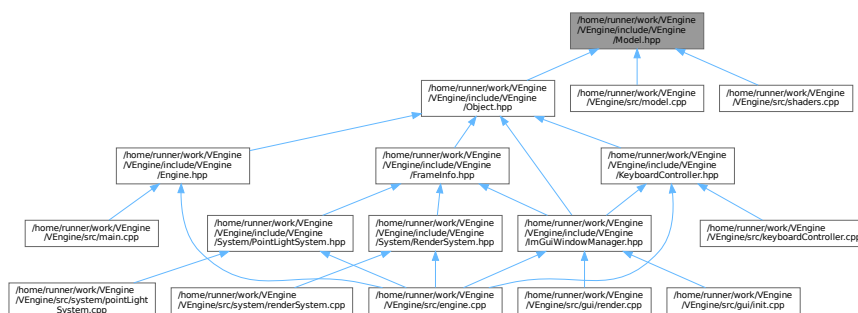 /home/runner/work/VEngine
/VEngine/include/VEngine
/Model.hpp
/home/runner/work/VEngine
/VEngine/include/VEngine
/Object.hpp
/home/runner/work/VEngine
/VEngine/src/model.cpp
/home/runner/work/VEngine
/VEngine/src/shaders.cpp
/home/runner/work/VEngine
/VEngine/include/VEngine
/Engine.hpp
/home/runner/work/VEngine
/VEngine/include/VEngine
/FrameInfo.hpp
/home/runner/work/VEngine
/VEngine/include/VEngine
/KeyboardController.hpp
/home/runner/work/VEngine
/VEngine/src/main.cpp
/home/runner/work/VEngine
/VEngine/include/VEngine
/System/PointLightSystem.hpp
/home/runner/work/VEngine
/VEngine/include/VEngine
/System/RenderSystem.hpp
/home/runner/work/VEngine
/VEngine/include/VEngine
/ImGuiWindowManager.hpp
/home/runner/work/VEngine
/VEngine/src/keyboardController.cpp
/home/runner/work/VEngine
/VEngine/src/system/pointLight
System.cpp
/home/runner/work/VEngine
/VEngine/src/system/renderSystem.cpp
/home/runner/work/VEngine
/VEngine/src/engine.cpp
/home/runner/work/VEngine
/VEngine/src/gui/render.cpp
/home/runner/work/VEngine
/VEngine/src/gui/init.cpp